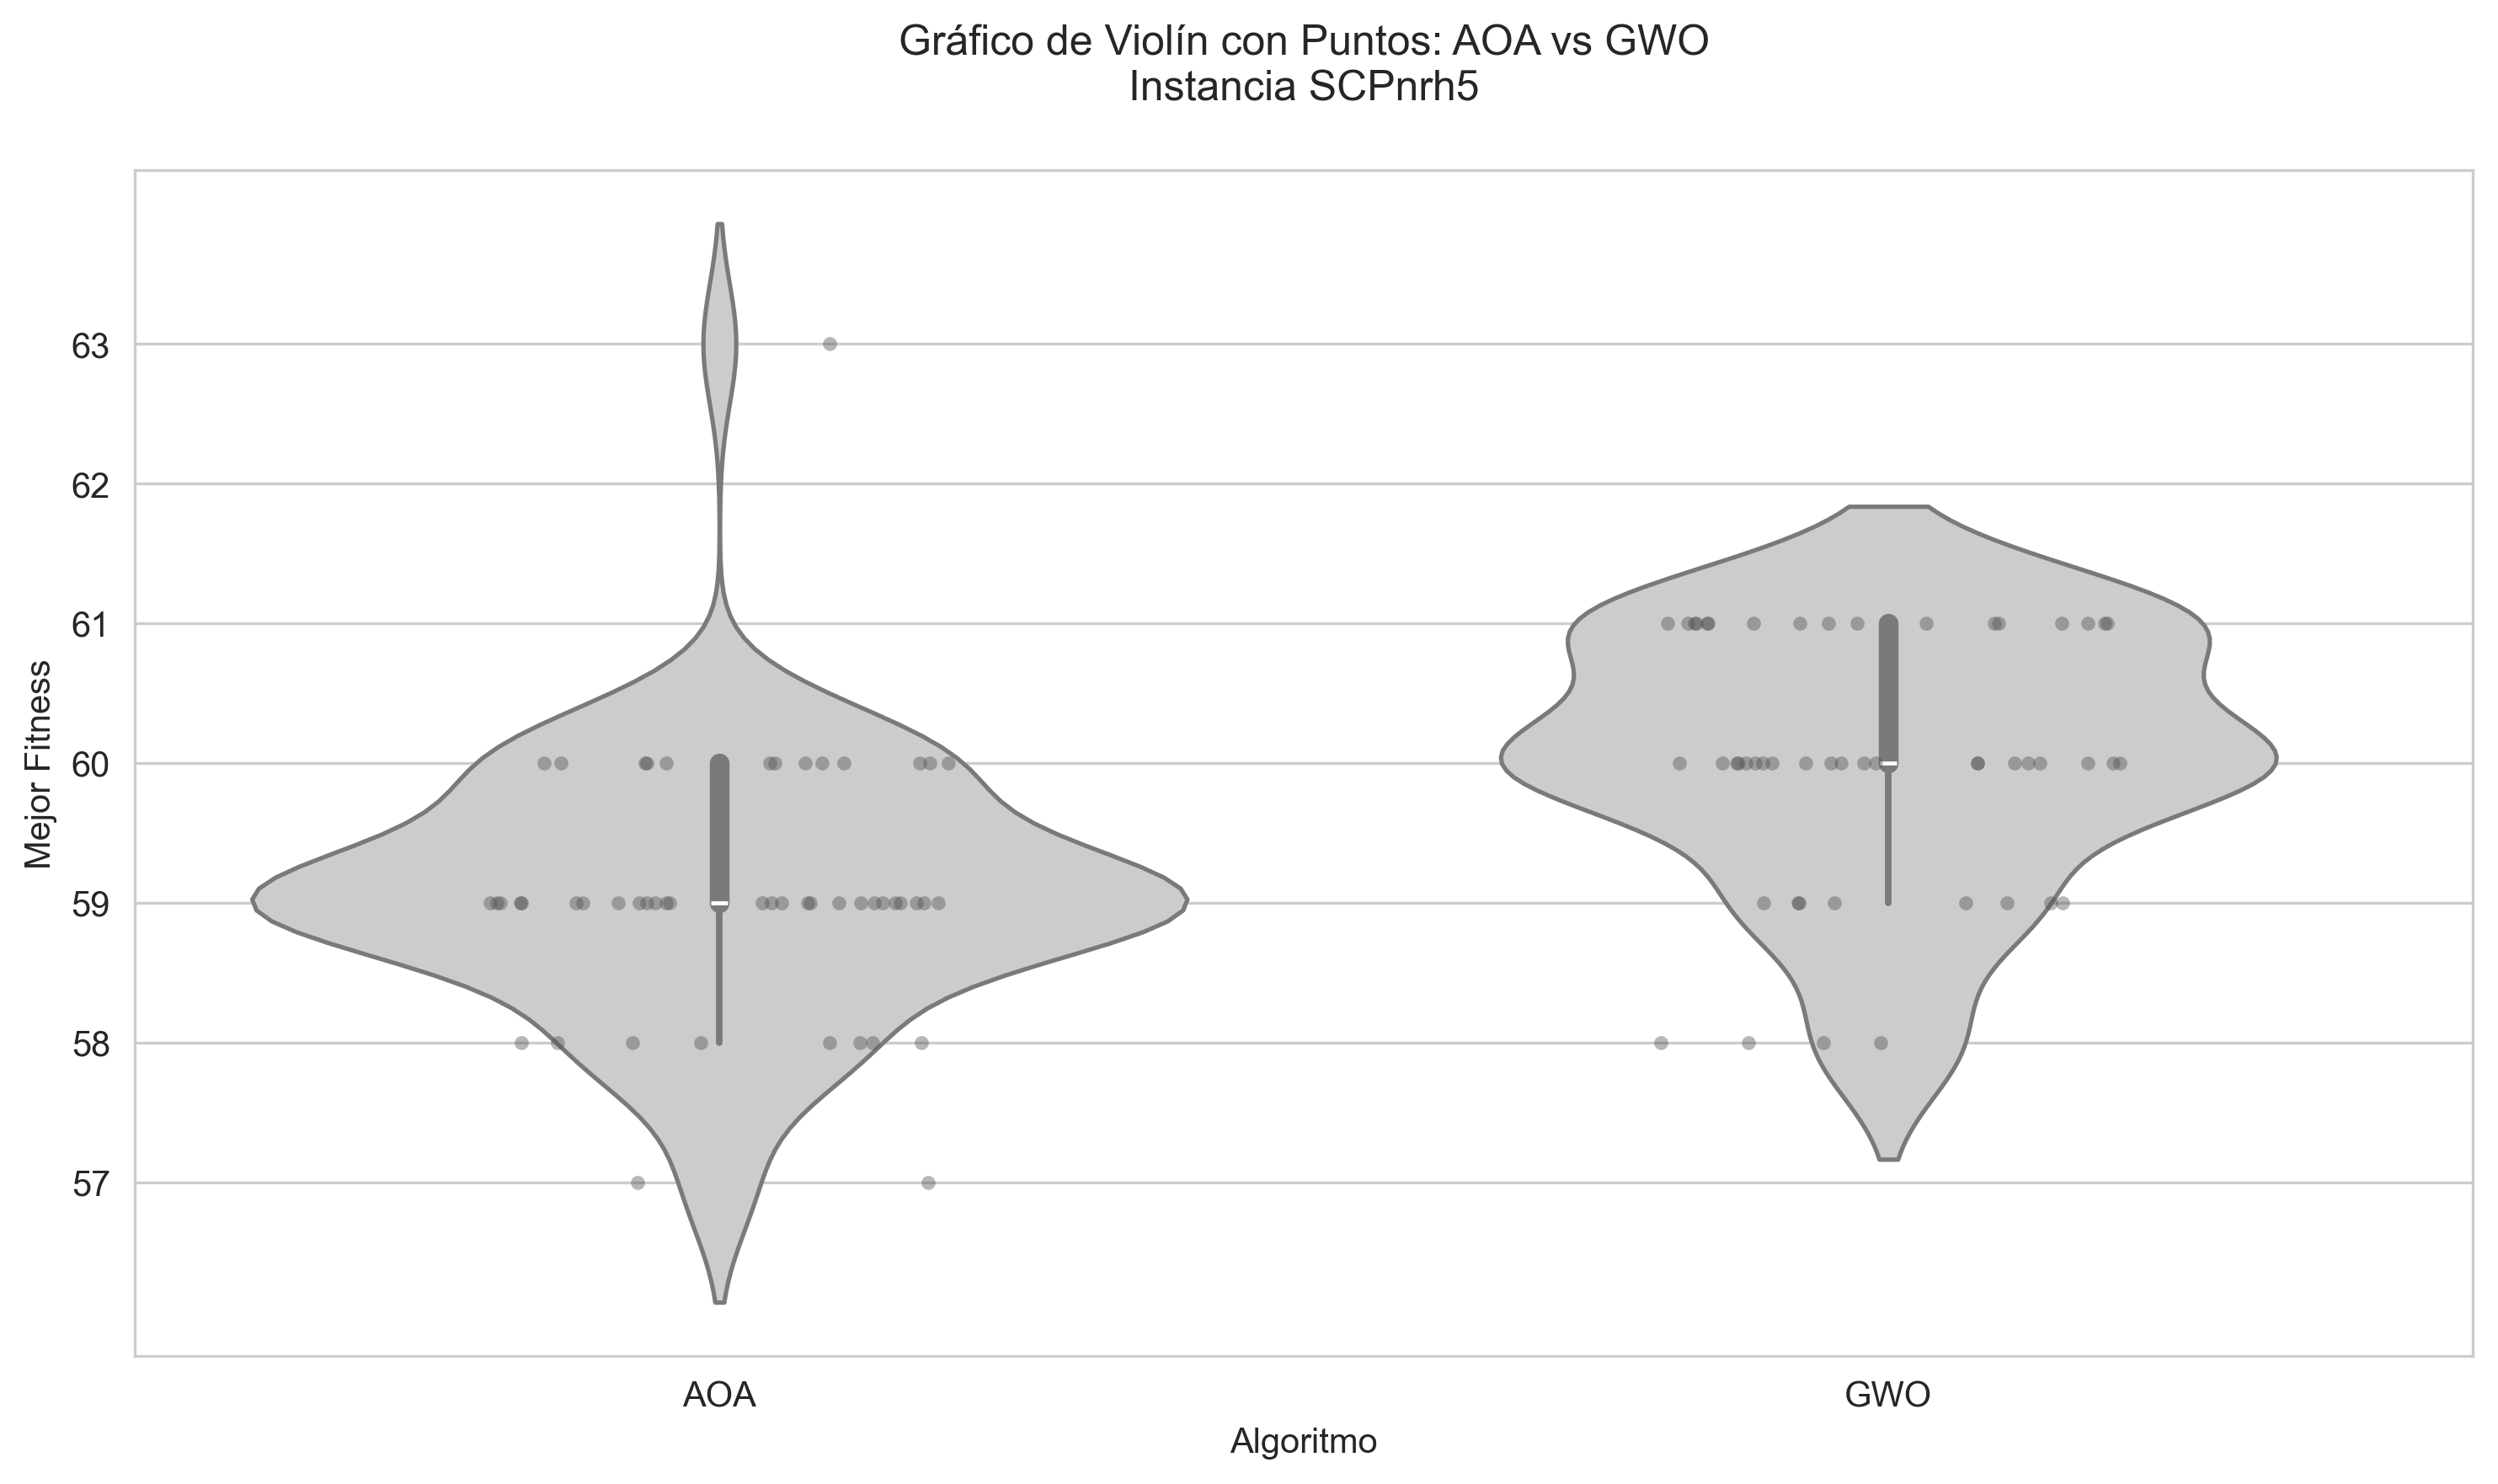 Gráfico de Violín con Puntos: AOA vs GWO
Instancia SCPnrh5
Mejor Fitness
63
62
61
60
59
58
57
AOA
GWO
Algoritmo